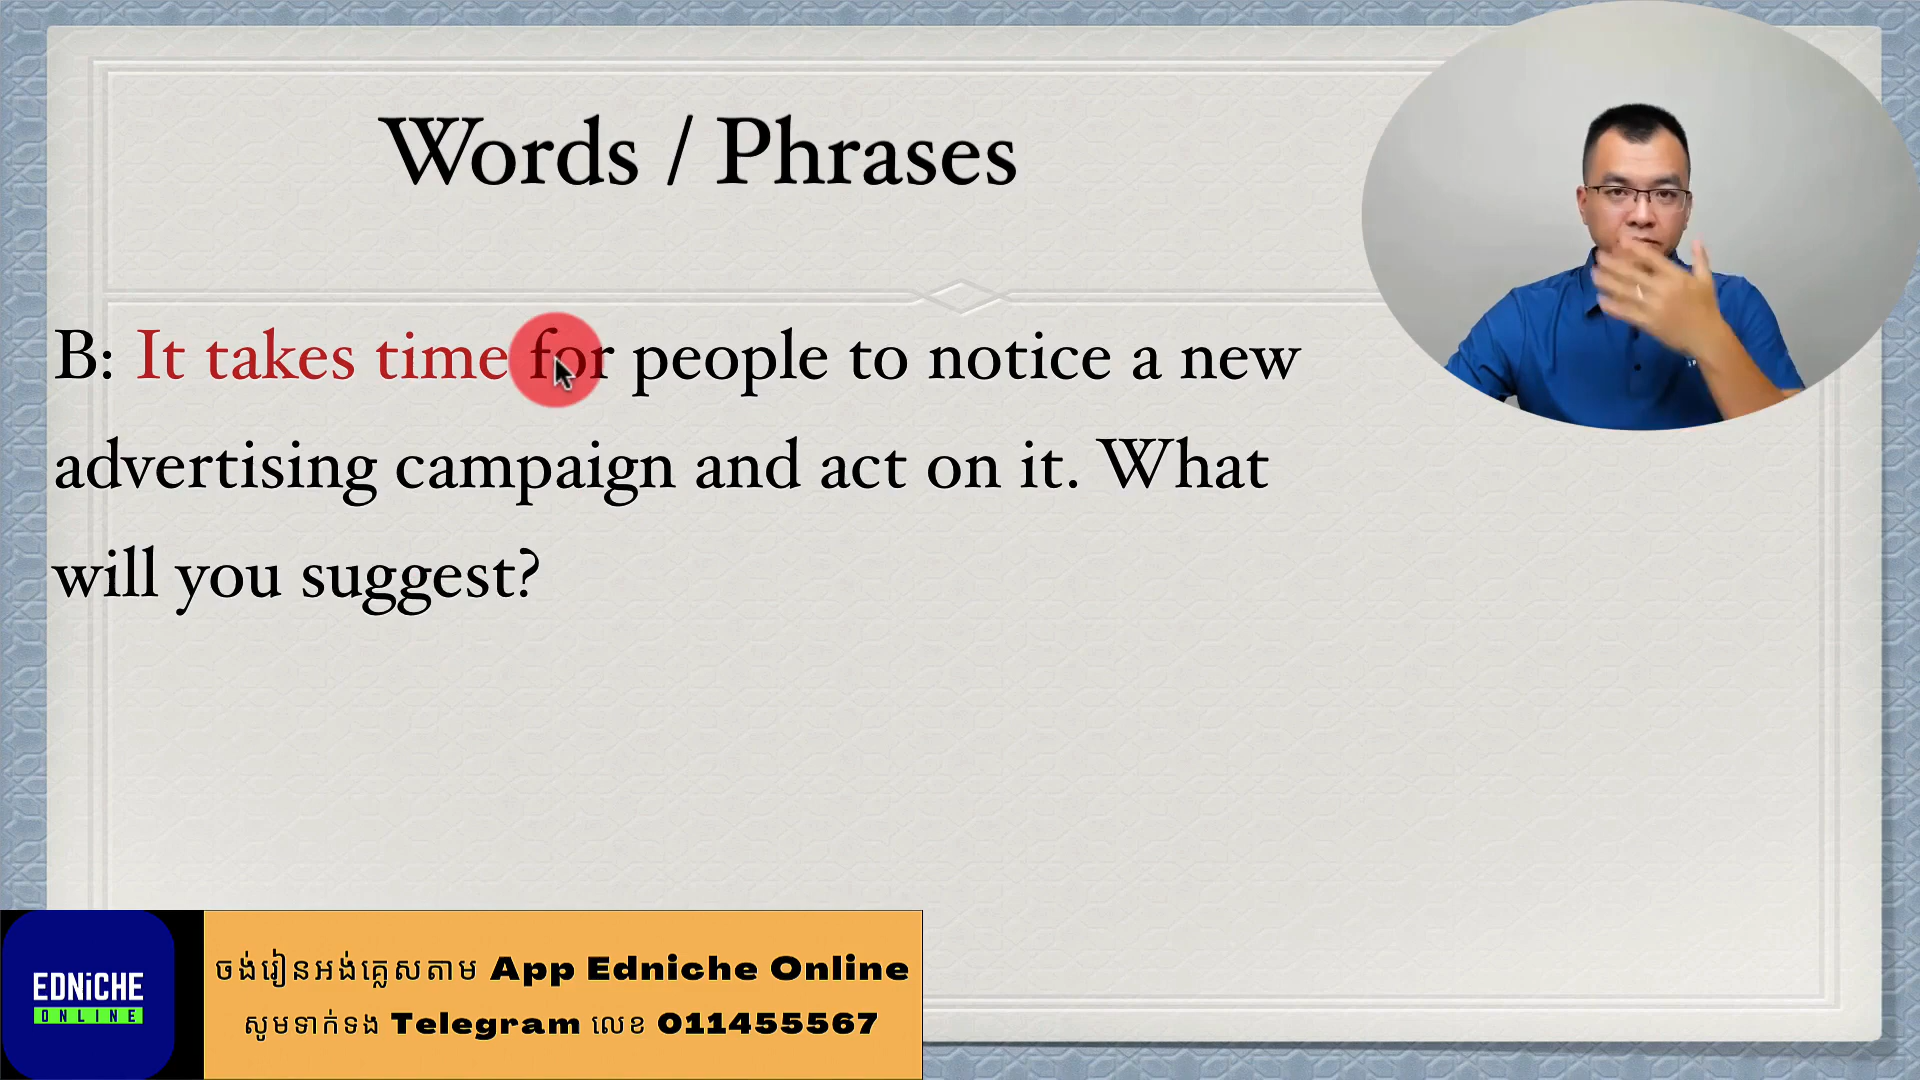 Words / Phrases
B: It takes time for people to notice a new
advertising campaign and act on it. What
will you suggest?
EDNiCHE
ONLINE
ចង់រៀនអង់គ្លេសតាម App Edniche Online
សូមទាក់ទង Telegram លេខ 011455567